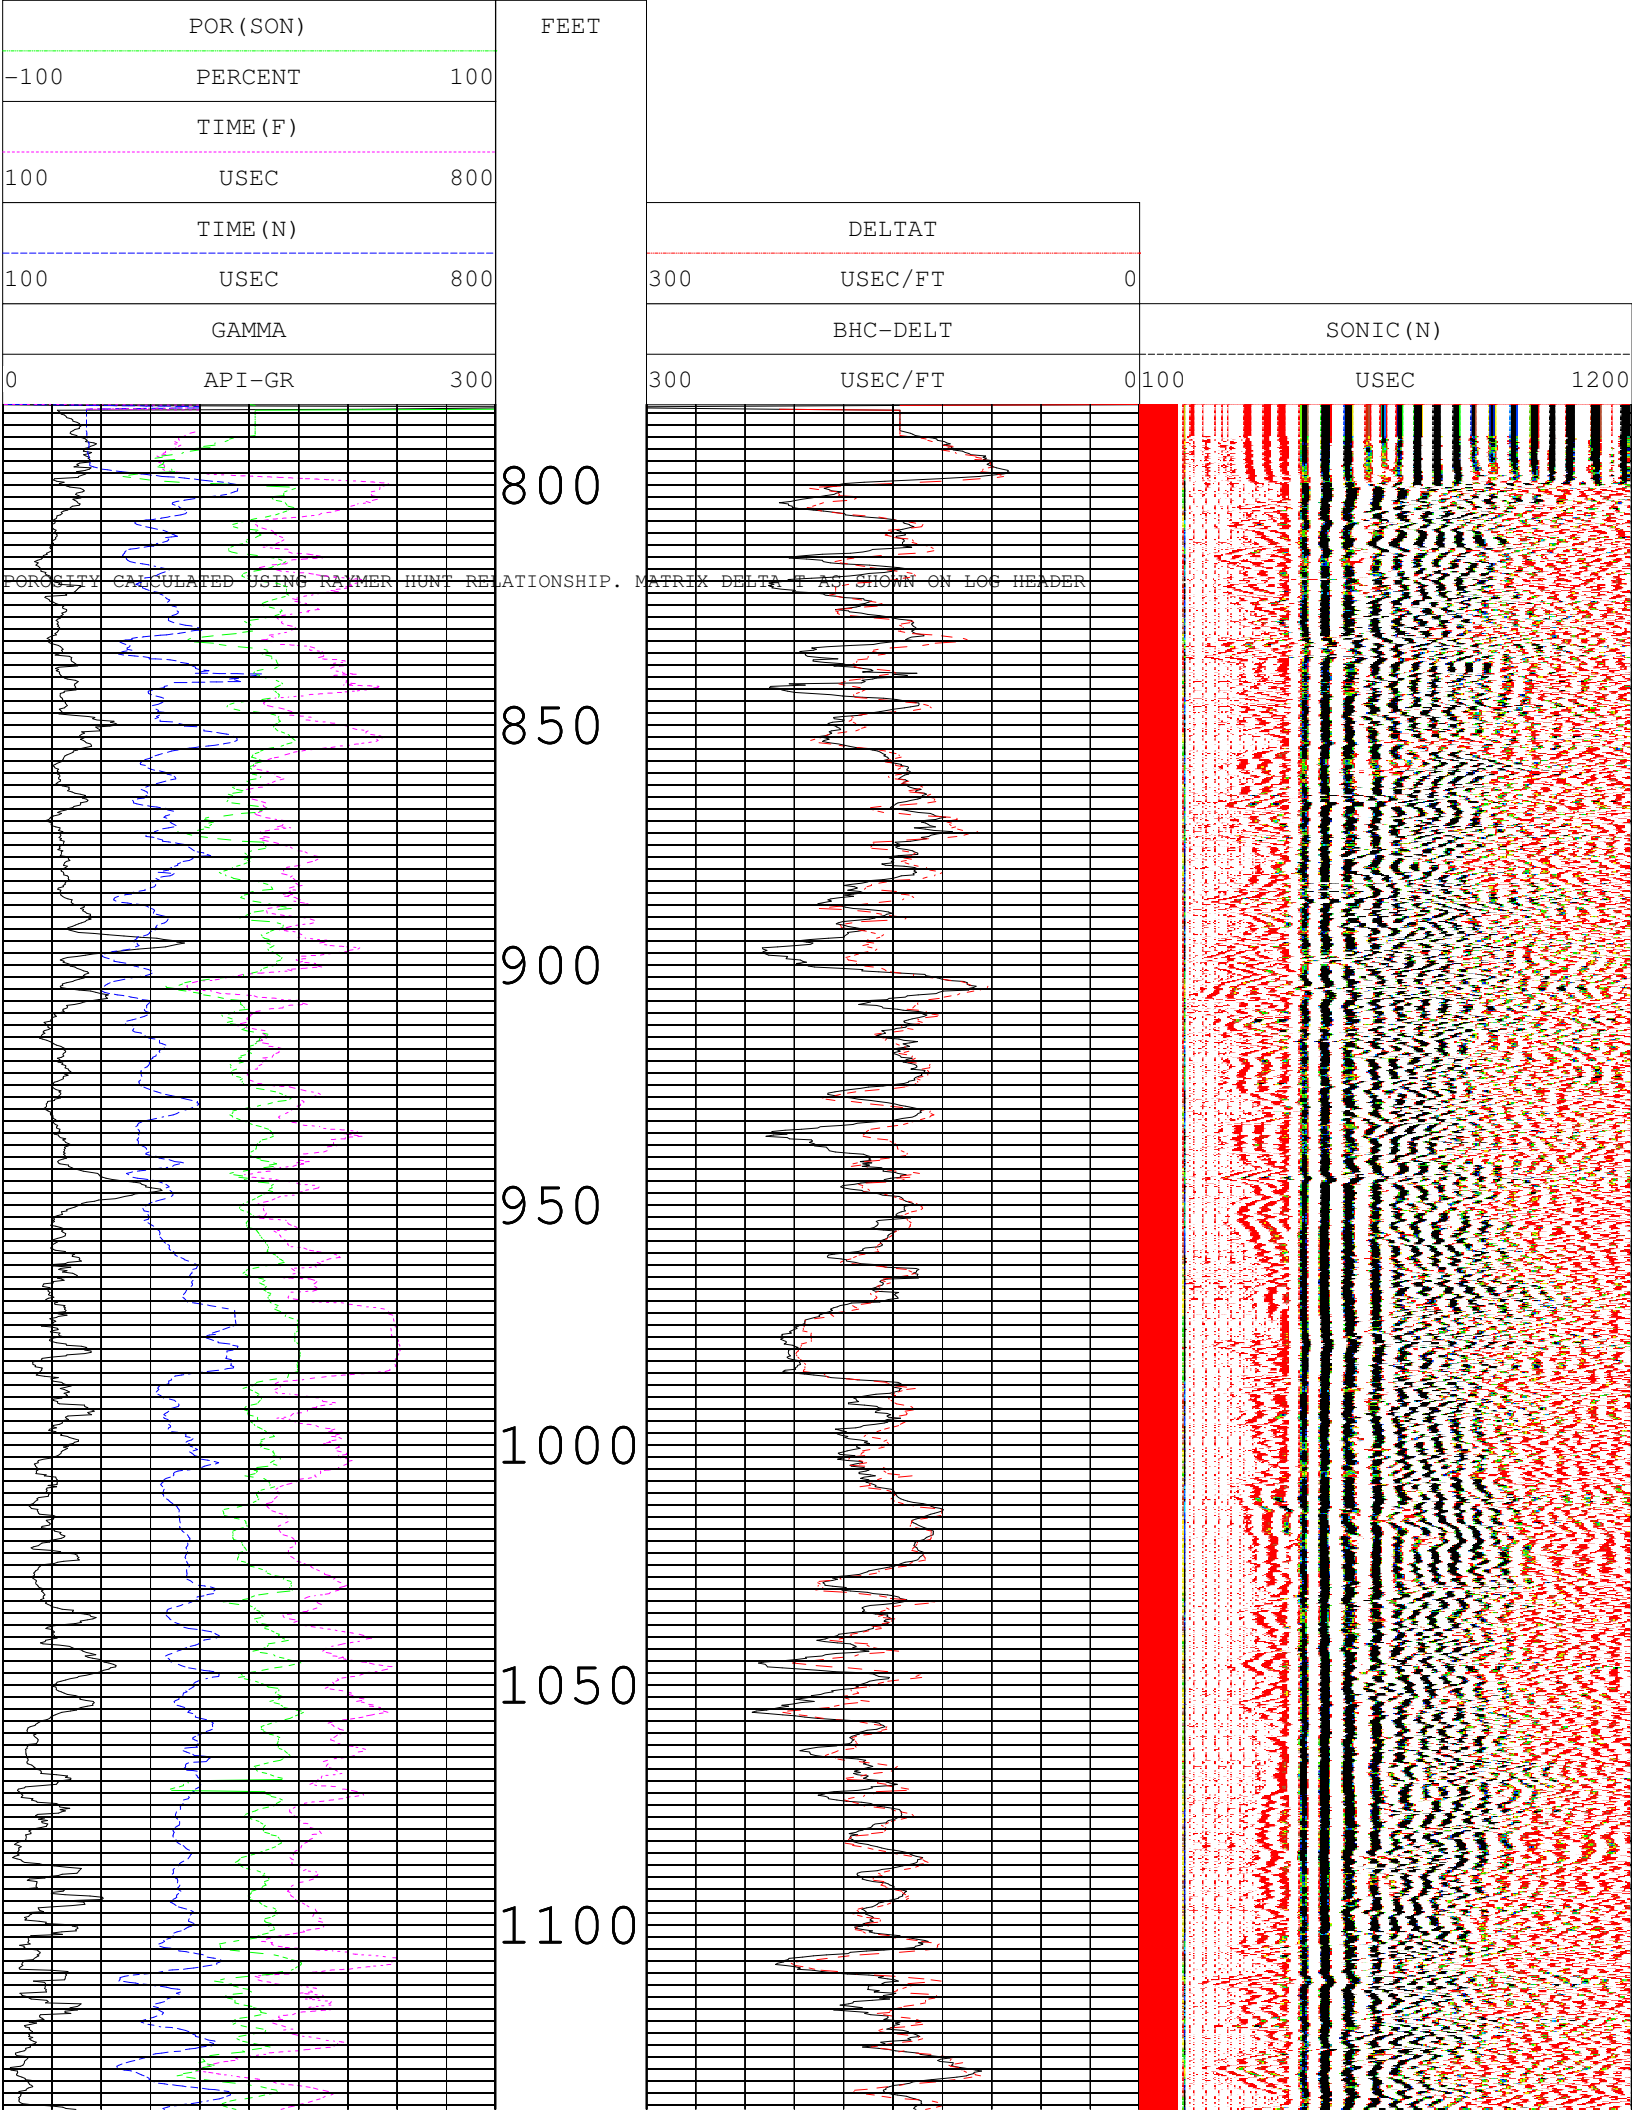 POR(SON) FEET
-100 PERCENT 100
TIME(F)
100 USEC 800
TIME(N) DELTAT
100 USEC 800 300 USEC/FT 0
GAMMA BHC-DELT SONIC(N)
0 API-GR 300 300 USEC/FT 0 100 USEC 1200
800
POROSITY CALCULATED USING RAYMER HUNT RELATIONSHIP. MATRIX DELTA T AS SHOWN ON LOG HEADER
850
900
950
1000
1050
1100